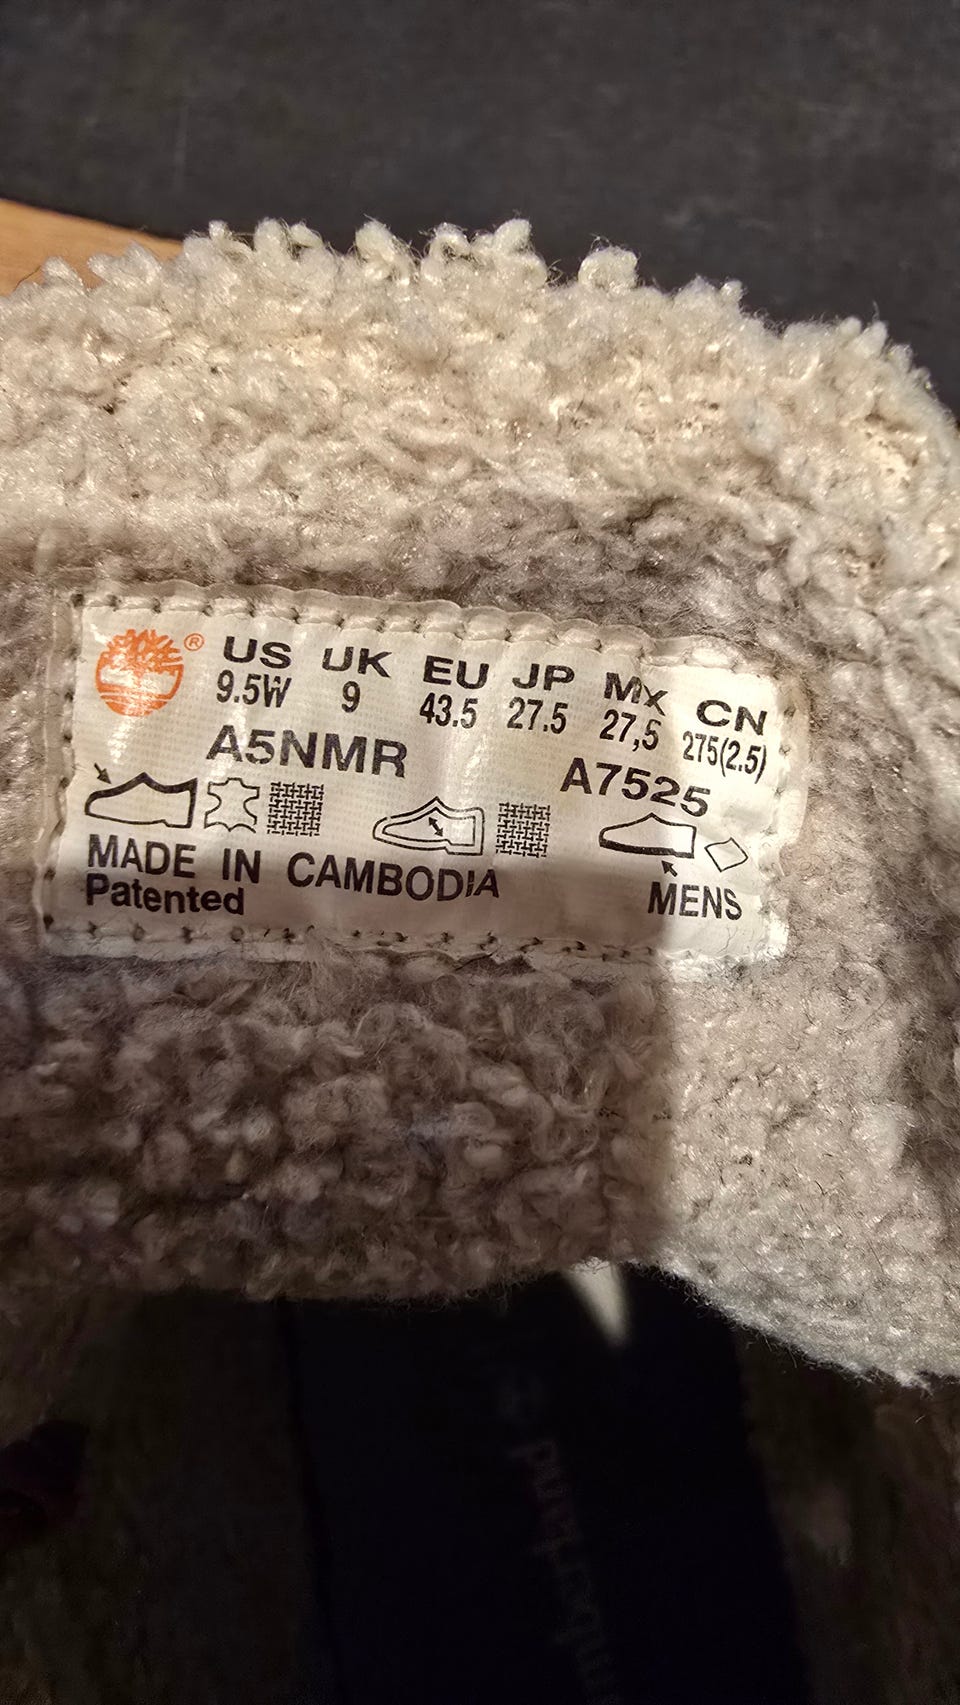 ® US UK EU JP Mx CN
9.5W 9 43.5 27.5 27,5 275(2.5)
A5NMR A7525
MADE IN CAMBODIA
Patented MENS